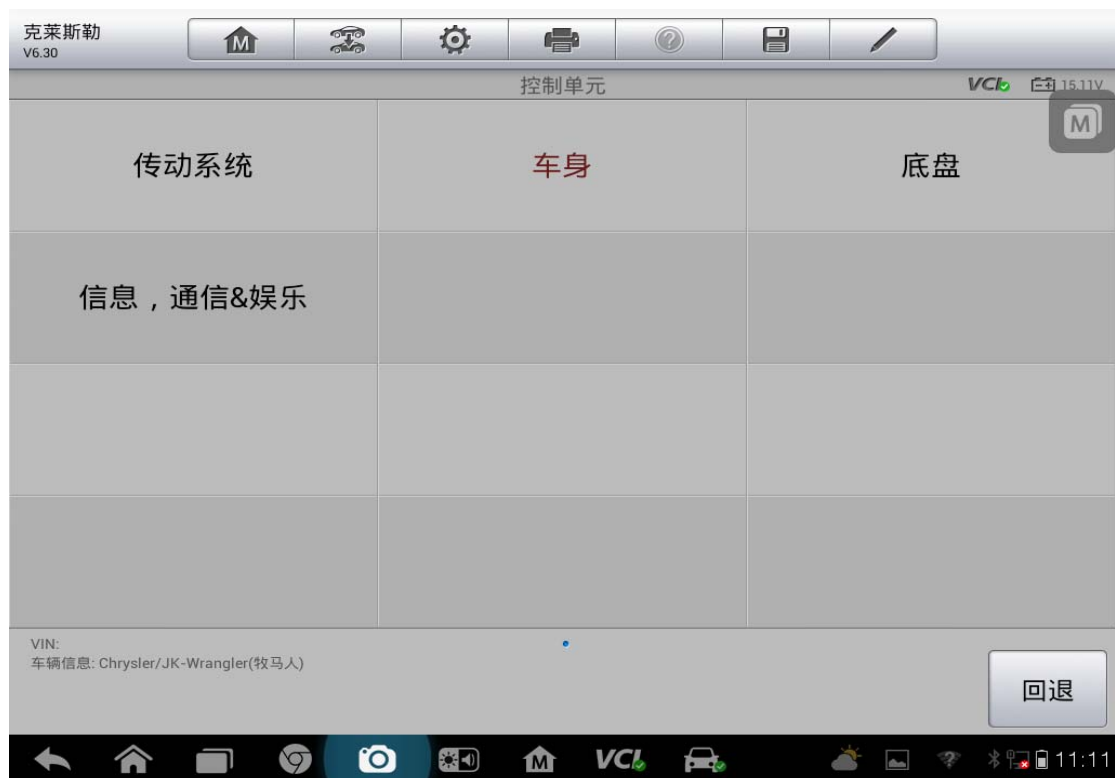 克莱斯勒
V6.30
M
控制单元
VCI
15.11V
M
传动系统
车身
底盘
信息，通信&娱乐
VIN:
车辆信息: Chrysler/JK-Wrangler(牧马人)
回退
M
VCI
11:11